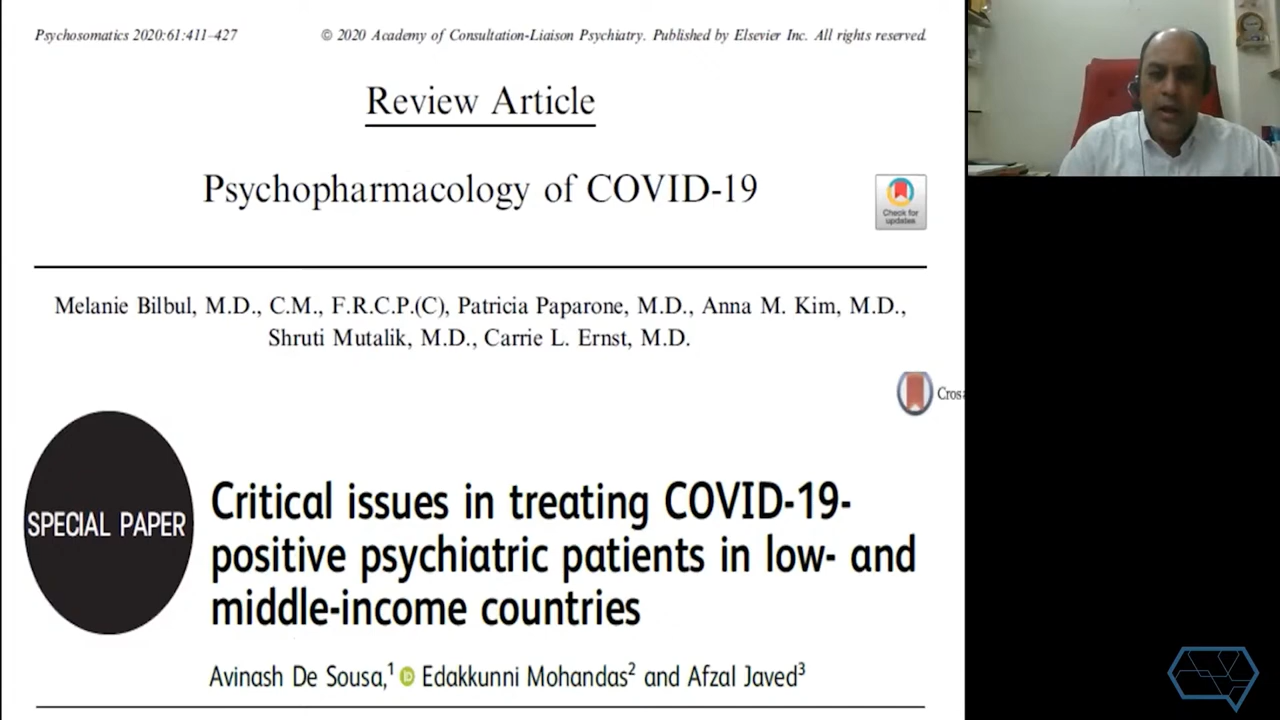 Psychosomatics 2020:61:411–427 © 2020 Academy of Consultation-Liaison Psychiatry. Published by Elsevier Inc. All rights reserved.
Review Article
Psychopharmacology of COVID-19
Check for
updates
Melanie Bilbul, M.D., C.M., F.R.C.P.(C), Patricia Paparone, M.D., Anna M. Kim, M.D.,
Shruti Mutalik, M.D., Carrie L. Ernst, M.D.
SPECIAL PAPER
Critical issues in treating COVID-19-
positive psychiatric patients in low- and
middle-income countries
Avinash De Sousa,¹ iD Edakkunni Mohandas² and Afzal Javed³